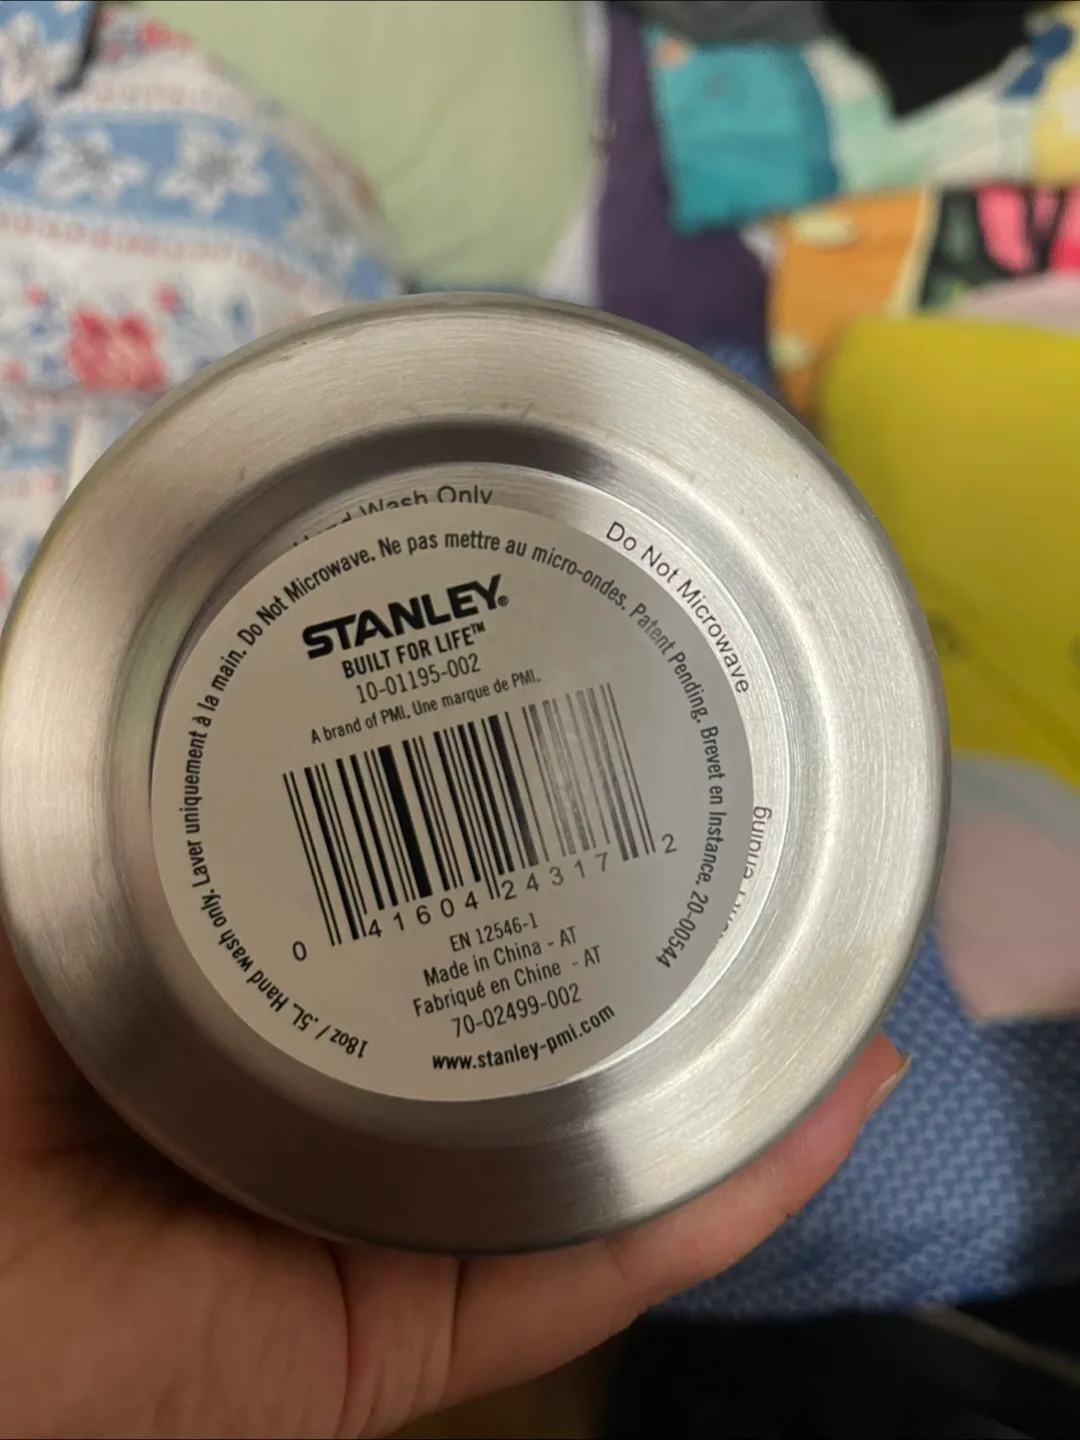 Hand Wash Only
Do Not Microwave
18oz / .5L. Hand wash only. Laver uniquement à la main. Do Not Microwave. Ne pas mettre au micro-ondes. Patent Pending. Brevet en Instance. 20-00544
STANLEY®
BUILT FOR LIFE™
10-01195-002
A brand of PMI. Une marque de PMI.
0 41604 24317 2
EN 12546-1
Made in China - AT
Fabriqué en Chine - AT
70-02499-002
www.stanley-pmi.com